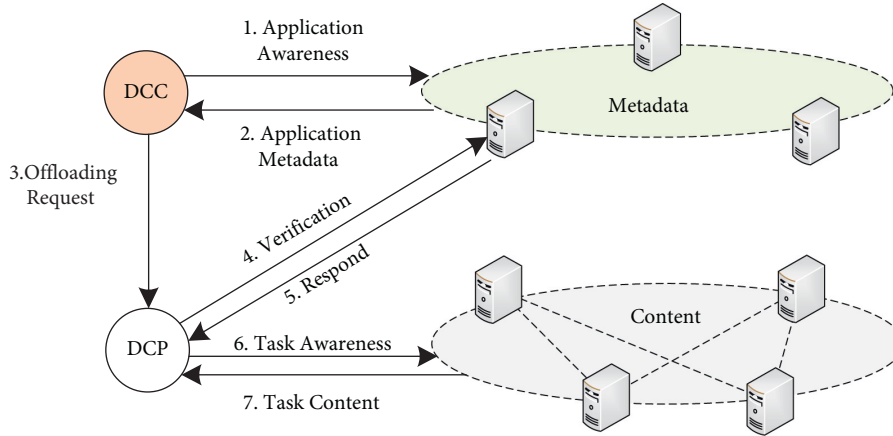 1. Application
Awareness
DCC
Metadata
2. Application
Metadata
3.Offloading
Request
4. Verification
5. Respond
DCP
6. Task Awareness
Content
7. Task Content